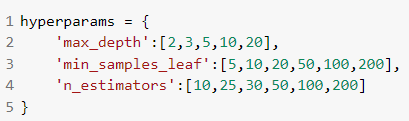 1 hyperparams = {
2     'max_depth':[2,3,5,10,20],
3     'min_samples_leaf':[5,10,20,50,100,200],
4     'n_estimators':[10,25,30,50,100,200]
5 }